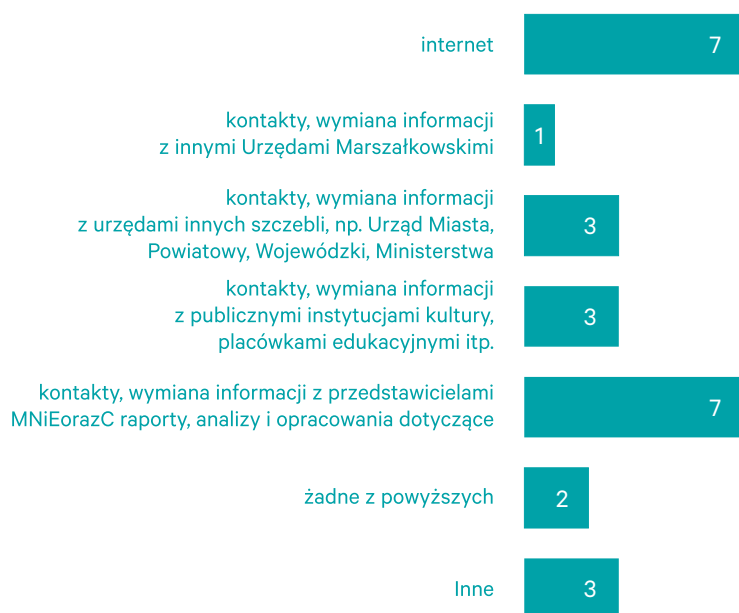 internet
7
kontakty, wymiana informacji
z innymi Urzędami Marszałkowskimi
1
kontakty, wymiana informacji
z urzędami innych szczebli, np. Urząd Miasta,
Powiatowy, Wojewódzki, Ministerstwa
3
kontakty, wymiana informacji
z publicznymi instytucjami kultury,
placówkami edukacyjnymi itp.
3
kontakty, wymiana informacji z przedstawicielami
MNiEorazC raporty, analizy i opracowania dotyczące
7
żadne z powyższych
2
Inne
3